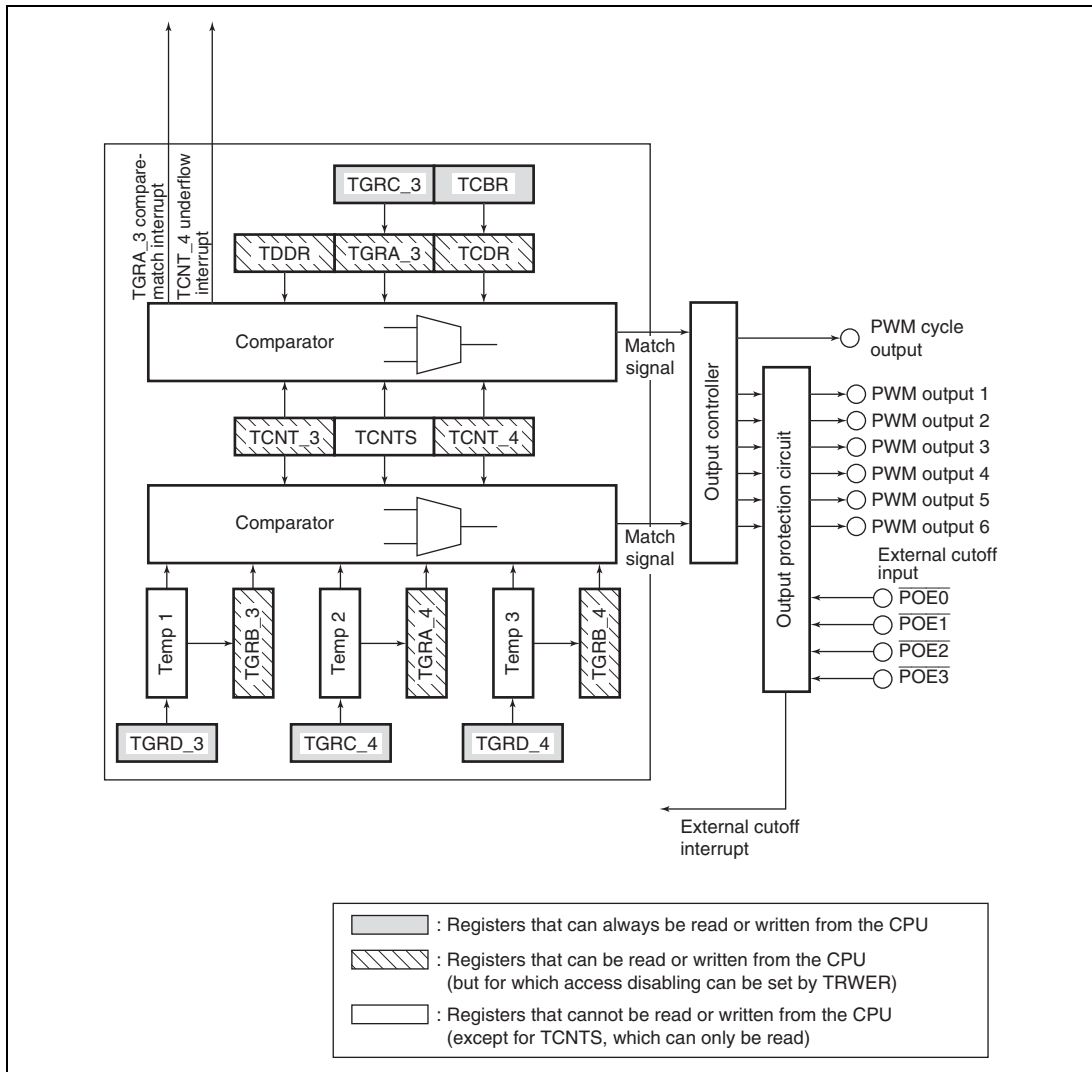 TGRA_3 compare-
match interrupt
TCNT_4 underflow
interrupt
TGRC_3
TCBR
TDDR
TGRA_3
TCDR
Comparator
Match
signal
TCNT_3
TCNTS
TCNT_4
Comparator
Match
signal
Temp 1
TGRB_3
Temp 2
TGRA_4
Temp 3
TGRB_4
TGRD_3
TGRC_4
TGRD_4
Output controller
Output protection circuit
PWM cycle
output
PWM output 1
PWM output 2
PWM output 3
PWM output 4
PWM output 5
PWM output 6
External cutoff
input
POE0
POE1
POE2
POE3
External cutoff
interrupt
: Registers that can always be read or written from the CPU
: Registers that can be read or written from the CPU
(but for which access disabling can be set by TRWER)
: Registers that cannot be read or written from the CPU
(except for TCNTS, which can only be read)